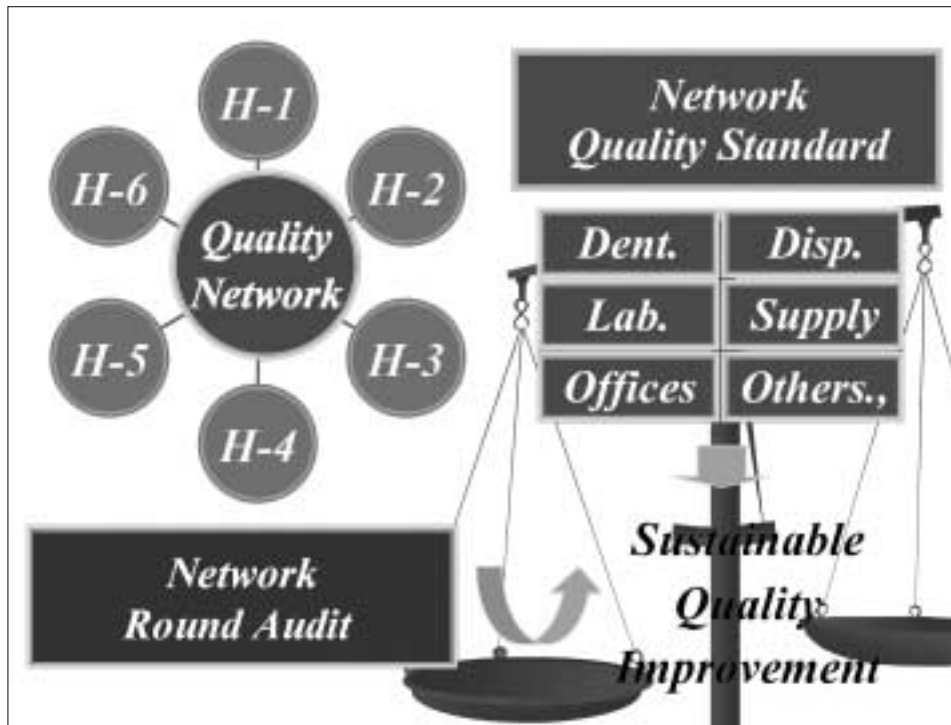 H-1
H-2
H-3
H-4
H-5
H-6
Quality
Network
Network
Round Audit
Network
Quality Standard
Dent.
Disp.
Lab.
Supply
Offices
Others.,
Sustainable
Quality
Improvement